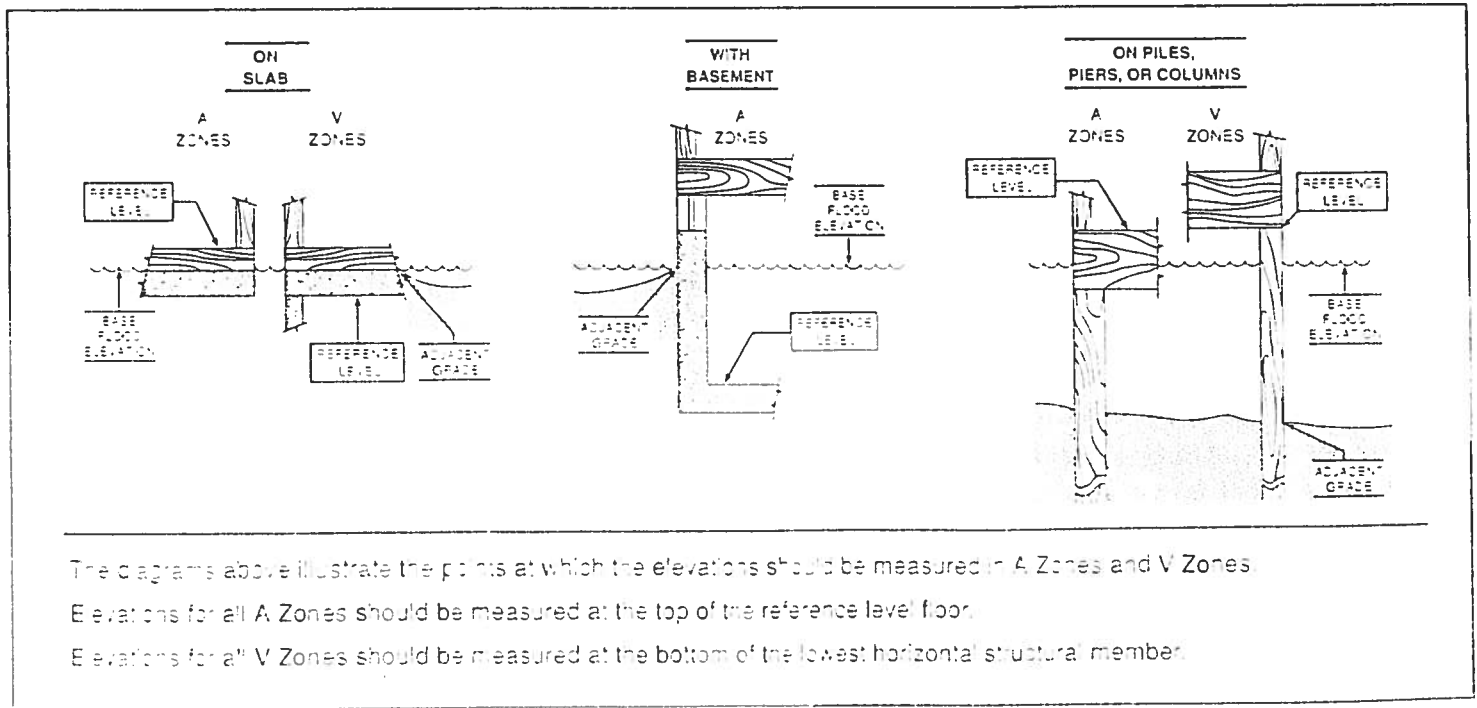 ON
SLAB
A
ZONES
V
ZONES
REFERENCE
LEVEL
BASE
FLOOD
ELEVATION
REFERENCE
LEVEL
ADJACENT
GRADE
WITH
BASEMENT
A
ZONES
BASE
FLOOD
ELEVATION
ADJACENT
GRADE
REFERENCE
LEVEL
ON PILES,
PIERS, OR COLUMNS
A
ZONES
V
ZONES
REFERENCE
LEVEL
REFERENCE
LEVEL
BASE
FLOOD
ELEVATION
ADJACENT
GRADE
The diagrams above illustrate the points at which the elevations should be measured in A Zones and V Zones.
Elevations for all A Zones should be measured at the top of the reference level floor.
Elevations for all V Zones should be measured at the bottom of the lowest horizontal structural member.